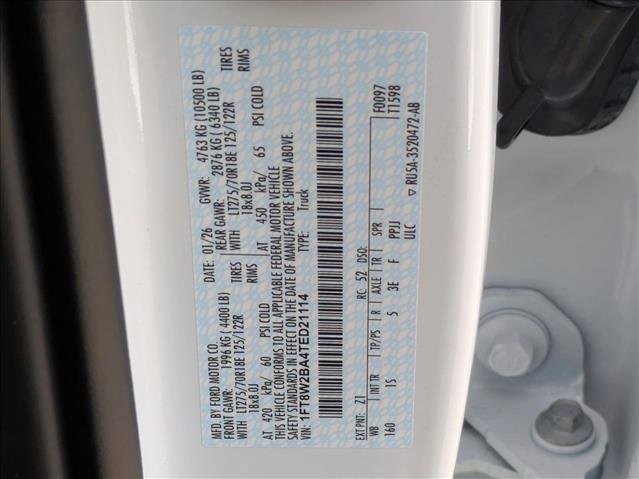 MFD. BY FORD MOTOR CO.
DATE: 01/26 GVWR: 4763 KG (10500 LB)
FRONT GAWR: 1996 KG (4400 LB) REAR GAWR: 2876 KG (6340 LB)
WITH LT275/70R18E 125/122R TIRES WITH LT275/70R18E 125/122R TIRES
18x8.0J RIMS 18x8.0J RIMS
AT 420 kPa/ 60 PSI COLD AT 450 kPa/ 65 PSI COLD
THIS VEHICLE CONFORMS TO ALL APPLICABLE FEDERAL MOTOR VEHICLE
SAFETY STANDARDS IN EFFECT ON THE DATE OF MANUFACTURE SHOWN ABOVE.
VIN: 1FT8W2BA4TED21114 TYPE: Truck
EXT PNT: Z1 RC: 52 DSO: F0097
WB INT TR TP/PS R AXLE TR SPR T1598
160 1S 5 3E F PPJJ
ULC
RU5A-3520472-AB